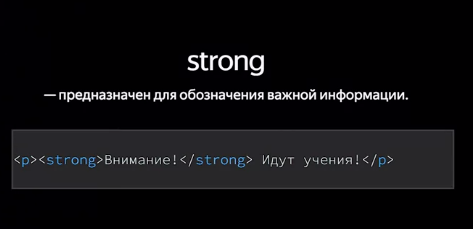 strong
— предназначен для обозначения важной информации.
<p><strong>Внимание!</strong> Идут учения!</p>